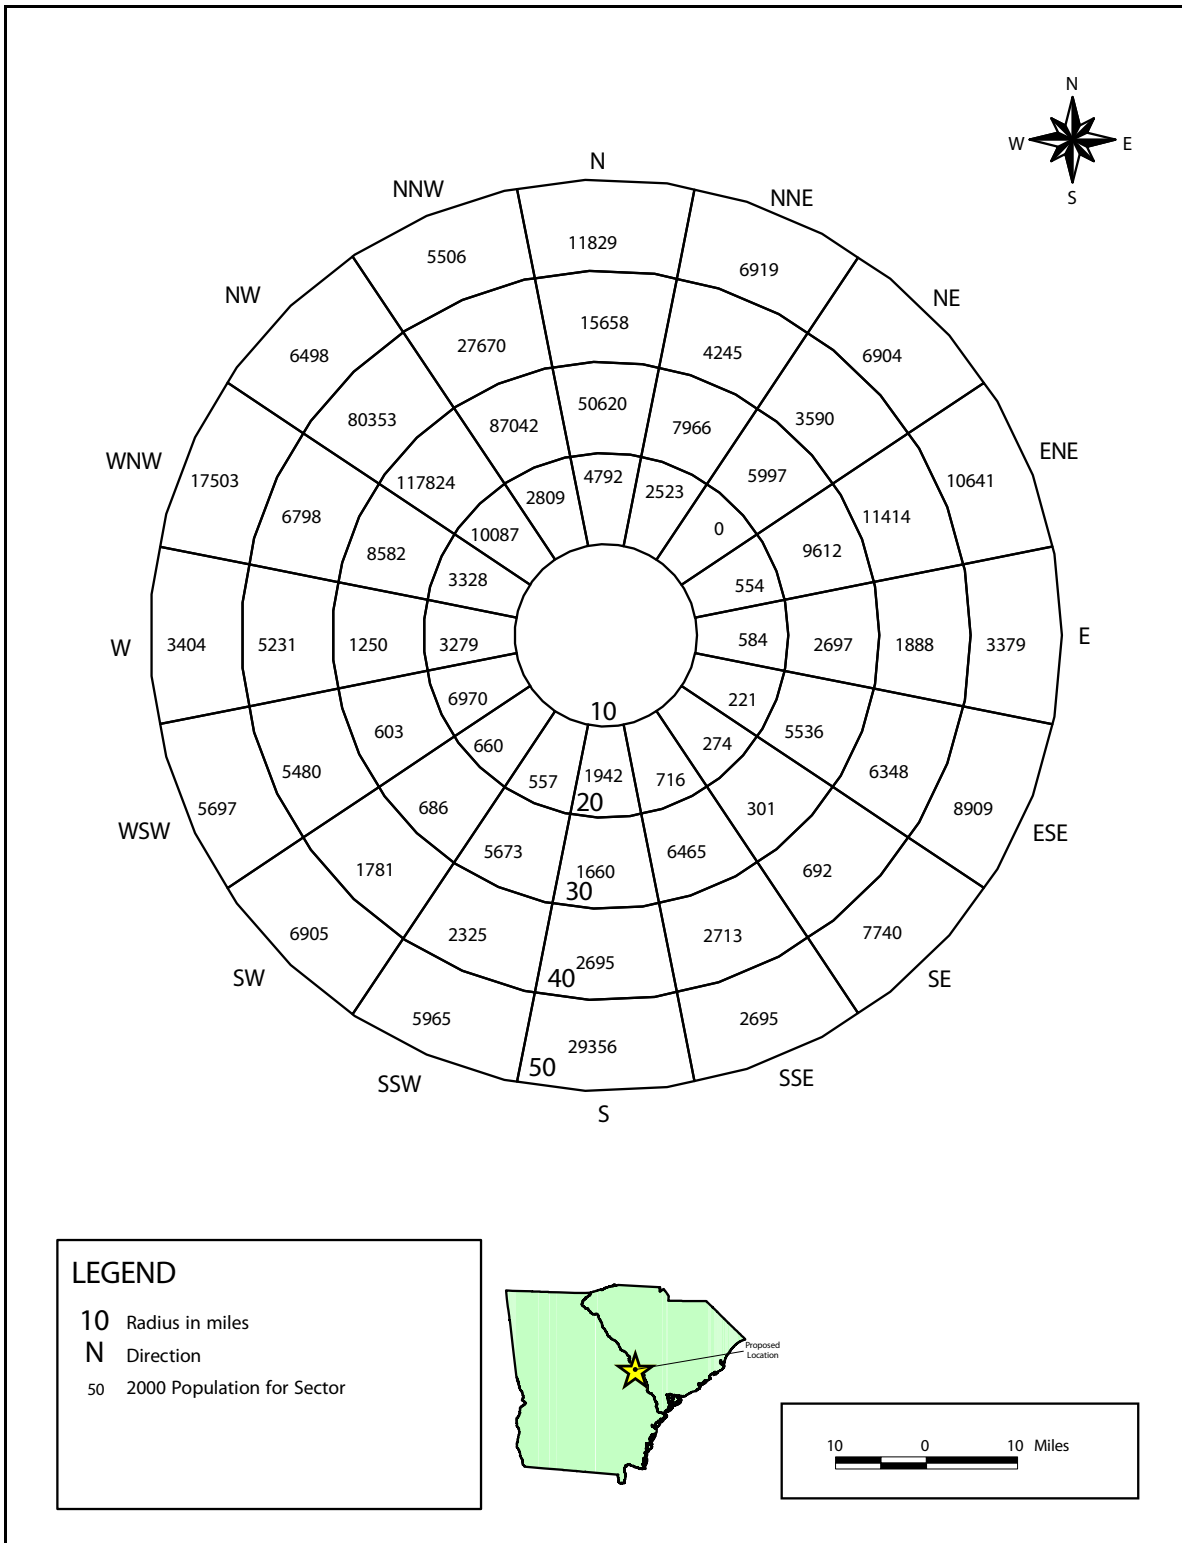 N
W E
S
N
NNW
NNE
11829
5506
6919
NW
NE
15658
27670
4245
6498
6904
50620
80353
87042
7966
3590
WNW
ENE
17503
117824
4792
5997
10641
2809
2523
6798
11414
10087
0
8582
9612
3328
554
W
3404
5231
1250
3279
584
2697
1888
3379
E
6970
221
10
603
660
274
5536
5480
557
1942
716
6348
5697
686
20
301
8909
WSW
ESE
5673
6465
1781
1660
692
30
6905
2325
2713
7740
2695
SW
40
SE
5965
2695
29356
50
SSW
SSE
S
LEGEND
10 Radius in miles
N Direction
50 2000 Population for Sector
Proposed
Location
10 0 10 Miles